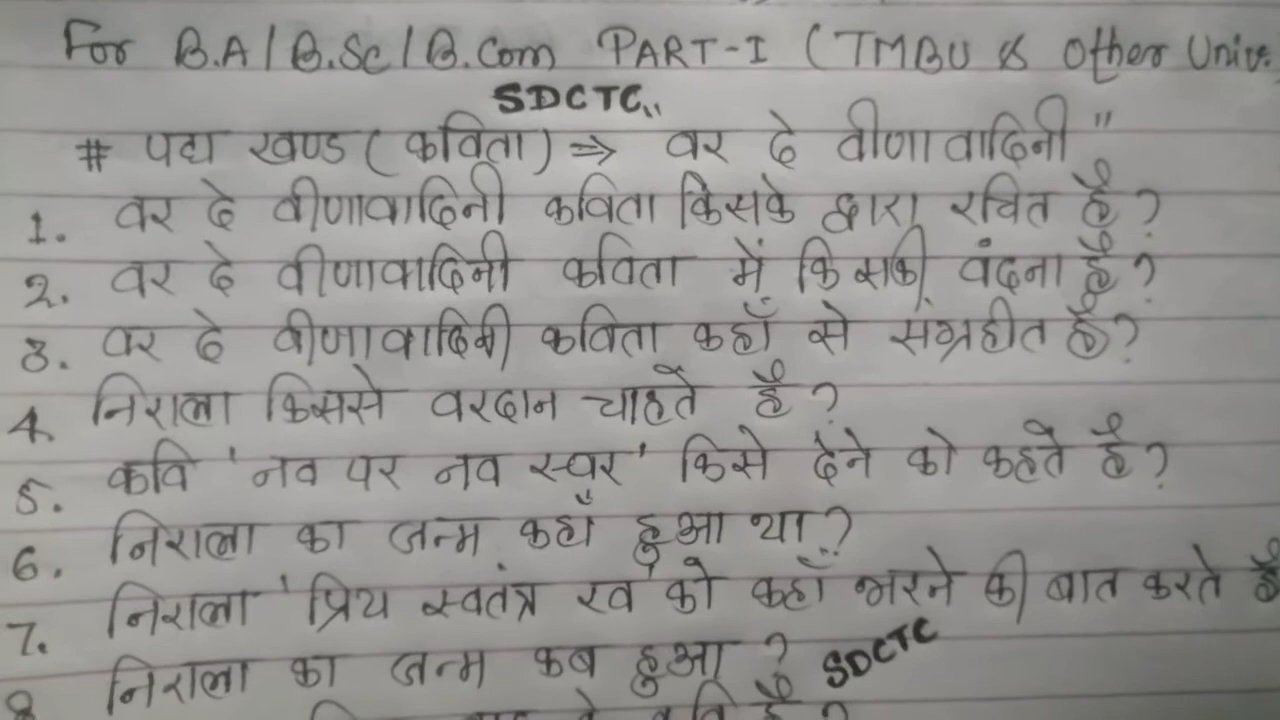 For B.A/B.Sc/B.Com PART-I (TMBU & Other Univ.
SDCTC,,
# पद्य खण्ड (कविता) ⇒ वर दे वीणावादिनी"
1. वर दे वीणावादिनी कविता किसके द्वारा रचित है?
2. वर दे वीणावादिनी कविता में किसकी वंदना है?
3. वर दे वीणावादिनी कविता कहाँ से संग्रहीत है?
4. निराला किससे वरदान चाहते है?
5. कवि 'नव पर नव स्वर' किसे देने को कहते है?
6. निराला का जन्म कहाँ हुआ था?
7. निराला 'प्रिय स्वतंत्र रव' को कहाँ भरने की बात करते है
8 निराला का जन्म कब हुआ ? SDCTC
है?